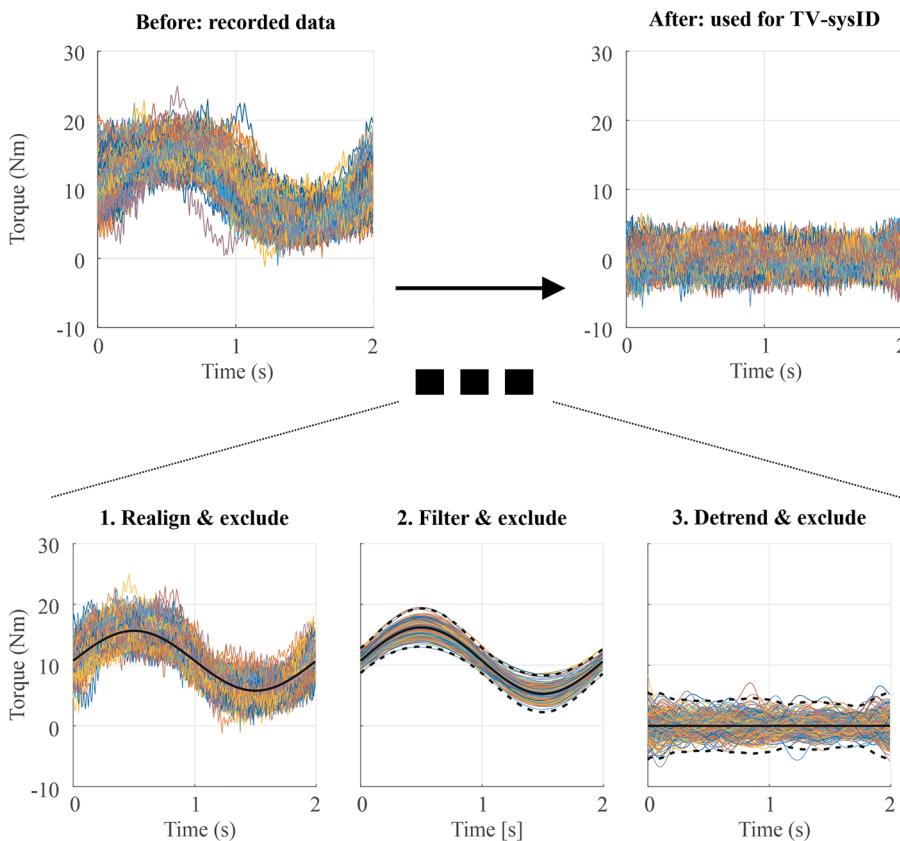 Before: recorded data
After: used for TV-sysID
30
20
10
0
-10
Torque (Nm)
0
1
2
Time (s)
30
20
10
0
-10
0
1
2
Time (s)
1. Realign & exclude
2. Filter & exclude
3. Detrend & exclude
30
20
10
0
-10
Torque (Nm)
0
1
2
Time (s)
0
1
2
Time [s]
0
1
2
Time (s)